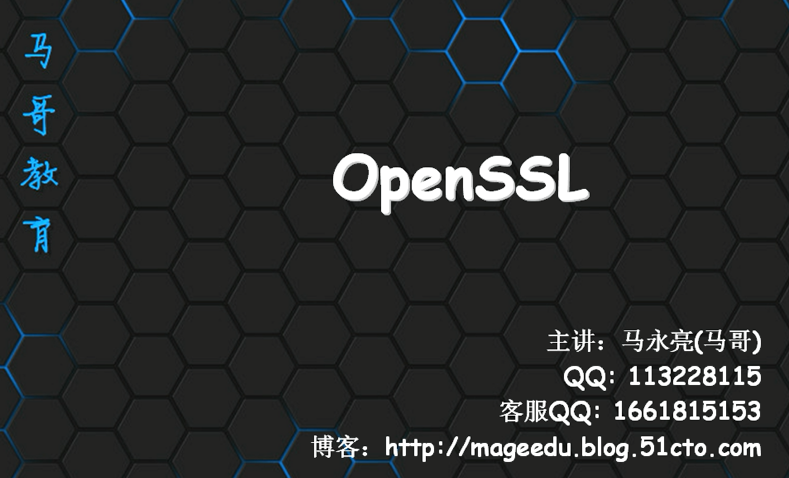 马哥教育
OpenSSL
主讲：马永亮(马哥)
QQ: 113228115
客服QQ: 1661815153
博客：http://mageedu.blog.51cto.com